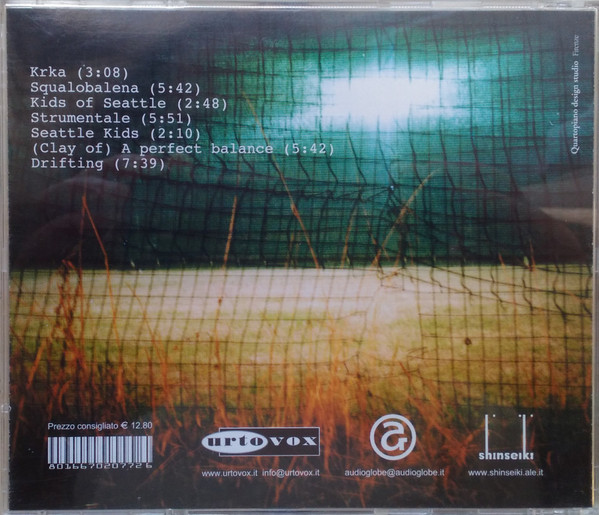 Krka (3:08)
Squalobalena (5:42)
Kids of Seattle (2:48)
Strumentale (5:51)
Seattle Kids (2:10)
(Clay of) A perfect balance (5:42)
Drifting (7:39)
Quartopiano design studio Firenze
Prezzo consigliato € 12.80
8016670207726
urtovox
www.urtovox.it info@urtovox.it
audioglobe@audioglobe.it
shinseiki
www.shinseiki.ale.it